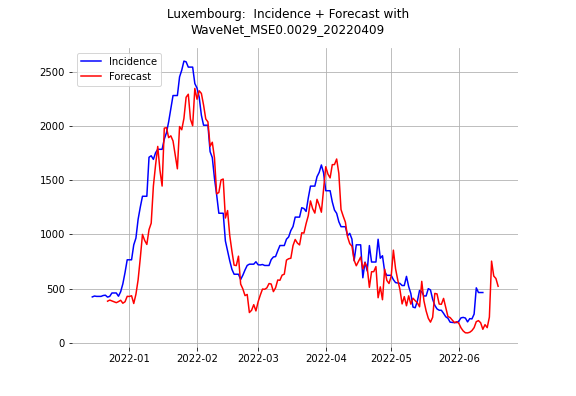 Luxembourg:  Incidence + Forecast with
WaveNet_MSE0.0029_20220409
Incidence
Forecast
2500
2000
1500
1000
500
0
2022-01 2022-02 2022-03 2022-04 2022-05 2022-06